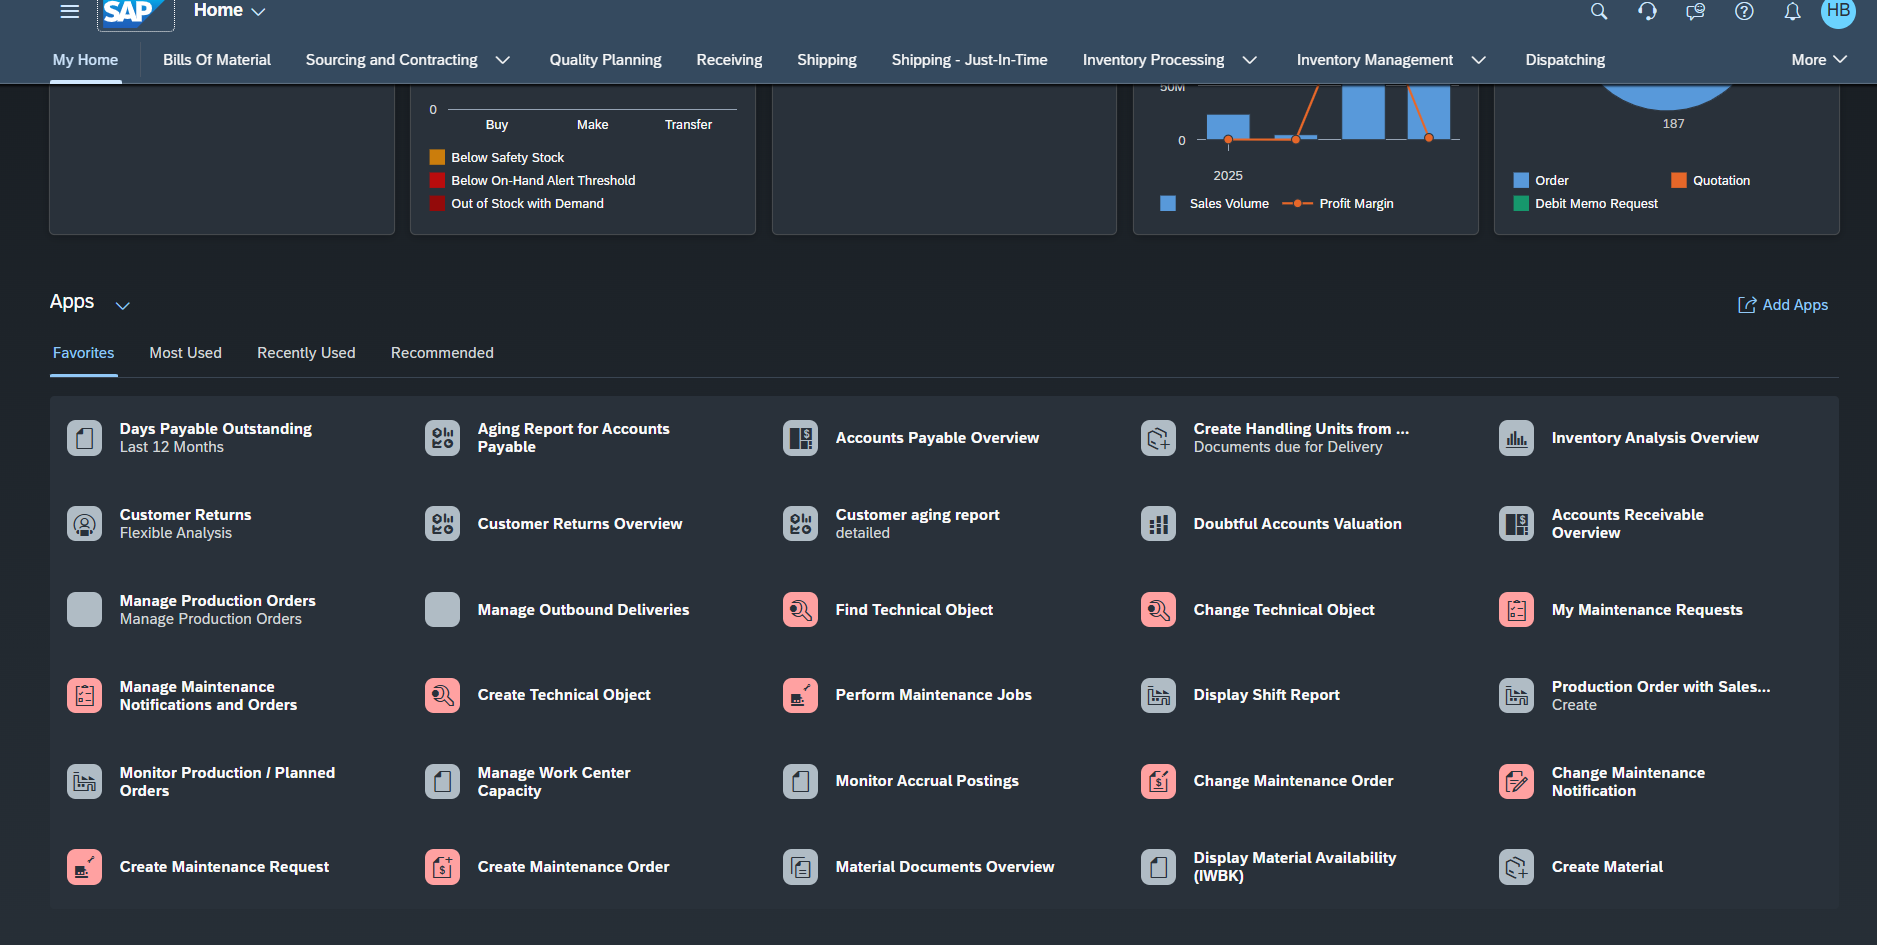 SAP
Home
HB
My Home
Bills Of Material
Sourcing and Contracting
Quality Planning
Receiving
Shipping
Shipping - Just-In-Time
Inventory Processing
Inventory Management
Dispatching
More
0
Buy
Make
Transfer
Below Safety Stock
Below On-Hand Alert Threshold
Out of Stock with Demand
50M
0
2025
Sales Volume
Profit Margin
187
Order
Quotation
Debit Memo Request
Apps
Add Apps
Favorites
Most Used
Recently Used
Recommended
Days Payable Outstanding
Last 12 Months
Aging Report for Accounts
Payable
Accounts Payable Overview
Create Handling Units from ...
Documents due for Delivery
Inventory Analysis Overview
Customer Returns
Flexible Analysis
Customer Returns Overview
Customer aging report
detailed
Doubtful Accounts Valuation
Accounts Receivable
Overview
Manage Production Orders
Manage Production Orders
Manage Outbound Deliveries
Find Technical Object
Change Technical Object
My Maintenance Requests
Manage Maintenance
Notifications and Orders
Create Technical Object
Perform Maintenance Jobs
Display Shift Report
Production Order with Sales...
Create
Monitor Production / Planned
Orders
Manage Work Center
Capacity
Monitor Accrual Postings
Change Maintenance Order
Change Maintenance
Notification
Create Maintenance Request
Create Maintenance Order
Material Documents Overview
Display Material Availability
(IWBK)
Create Material